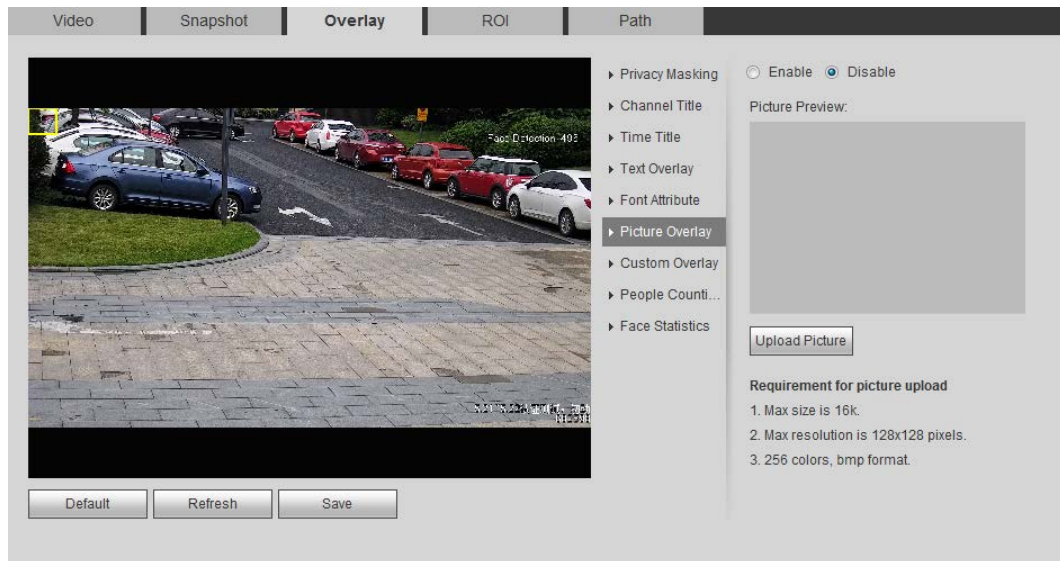 Video
Snapshot
Overlay
ROI
Path
Face Detection 493
Privacy Masking
Channel Title
Time Title
Text Overlay
Font Attribute
Picture Overlay
Custom Overlay
People Counti...
Face Statistics
Enable
Disable
Picture Preview:
Upload Picture
Requirement for picture upload
1. Max size is 16k.
2. Max resolution is 128x128 pixels.
3. 256 colors, bmp format.
Default
Refresh
Save